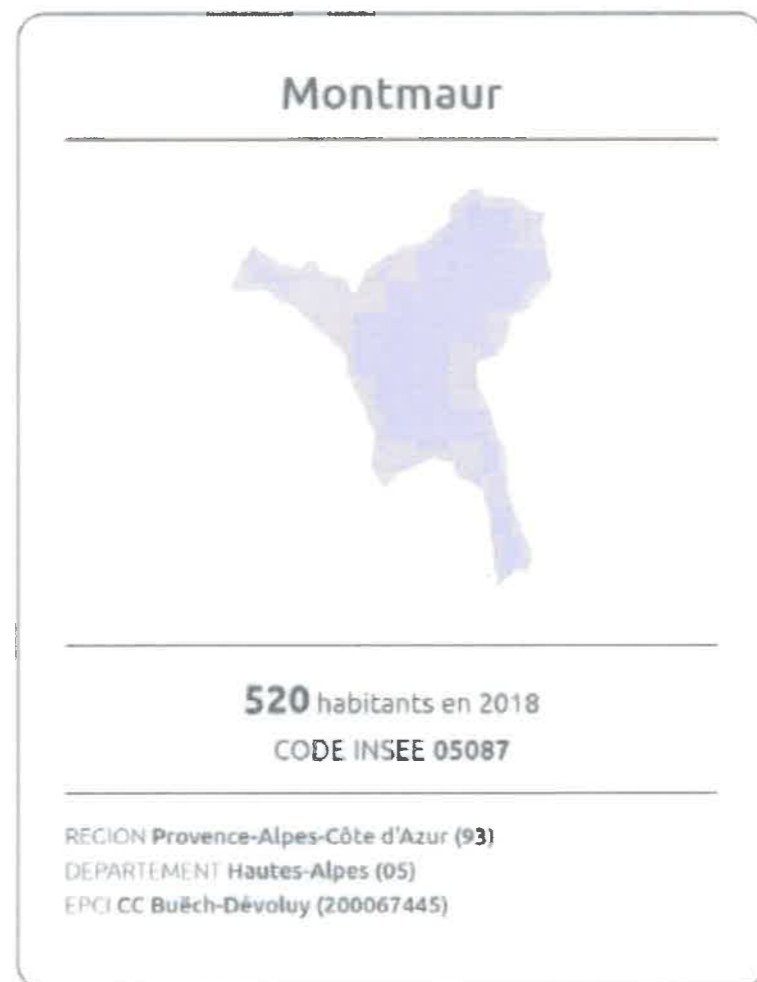 Montmaur
520 habitants en 2018
CODE INSEE 05087
REGION Provence-Alpes-Côte d'Azur (93)
DEPARTEMENT Hautes-Alpes (05)
EPCI CC Buëch-Dévoluy (200067445)